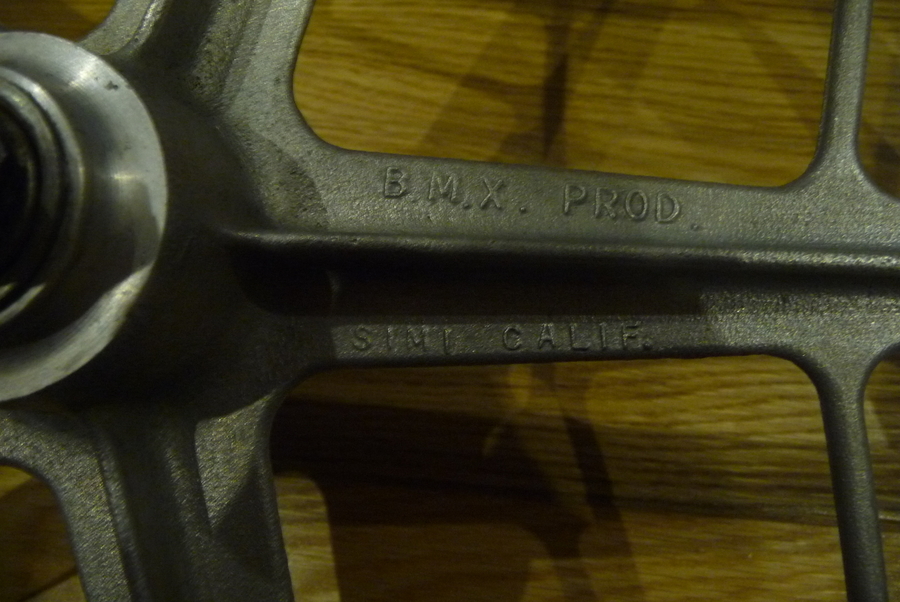 B.M.X. PROD.
SIMI CALIF.